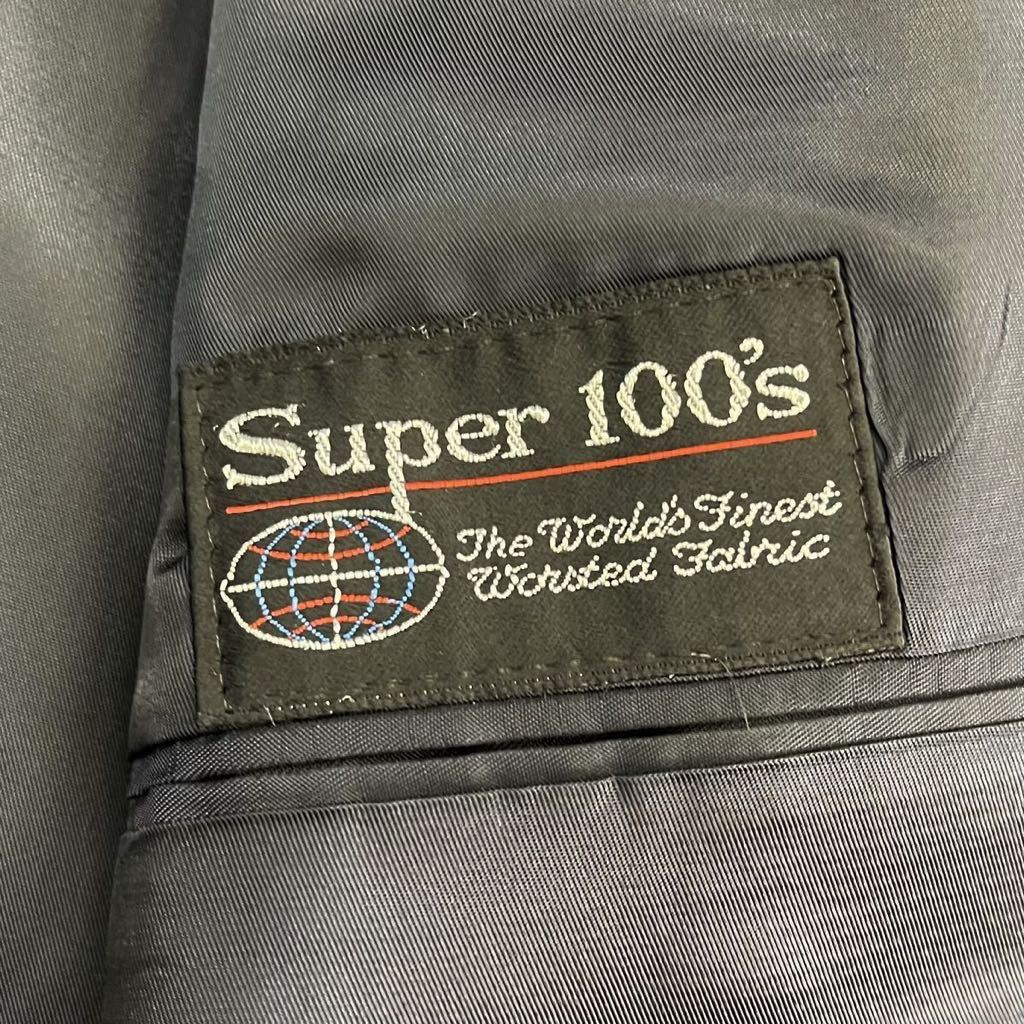 Super 100's
The World's Finest
Worsted Fabric